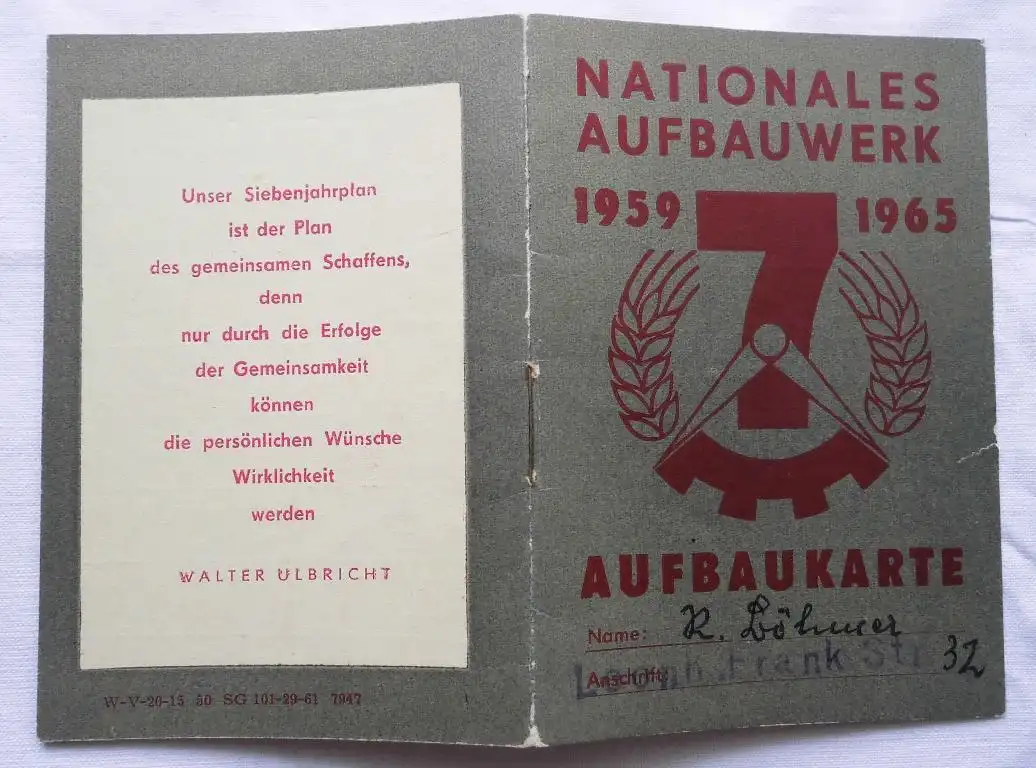 Unser Siebenjahrplan
ist der Plan
des gemeinsamen Schaffens,
denn
nur durch die Erfolge
der Gemeinsamkeit
können
die persönlichen Wünsche
Wirklichkeit
werden
WALTER ULBRICHT
W-V-20-15 50 SG 101-29-61 7947
NATIONALES
AUFBAUWERK
1959 7 1965
AUFBAUKARTE
Name: R. Böhmer
Anschrift: Frank Str 32